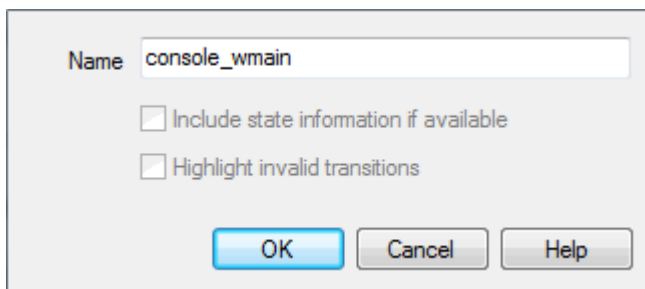 Name console_wmain
Include state information if available
Highlight invalid transitions
OK Cancel Help